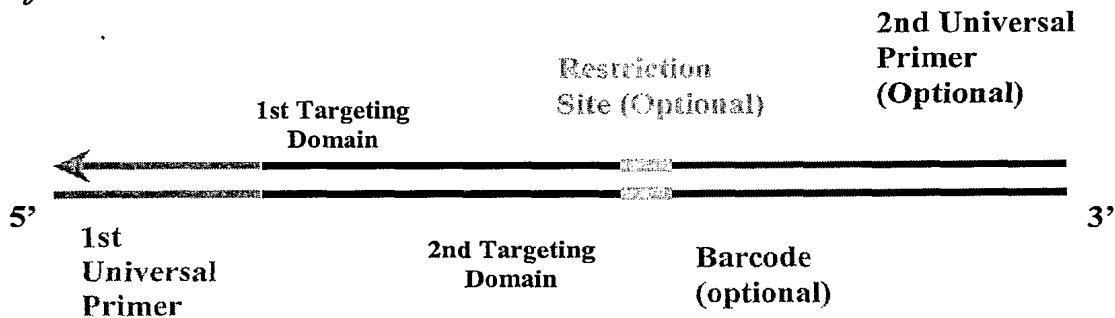 2nd Universal
Primer
(Optional)
Restriction
Site (Optional)
1st Targeting
Domain
5’
3’
1st
Universal
Primer
2nd Targeting
Domain
Barcode
(optional)